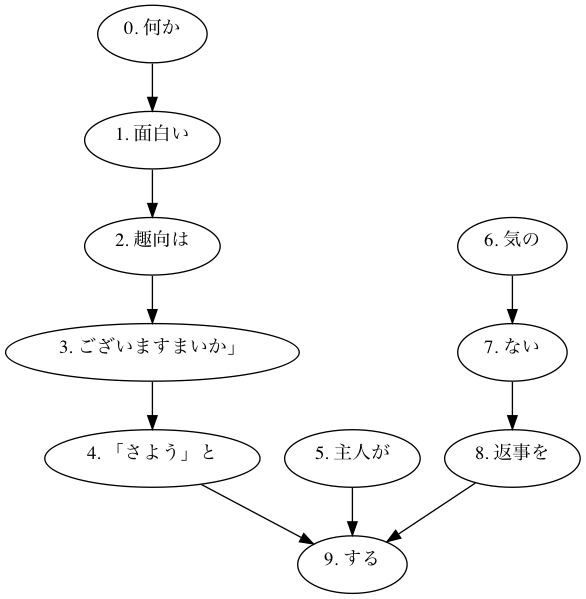 0. 何か
1. 面白い
2. 趣向は
3. ございますまいか」
4. 「さよう」と
5. 主人が
6. 気の
7. ない
8. 返事を
9. する